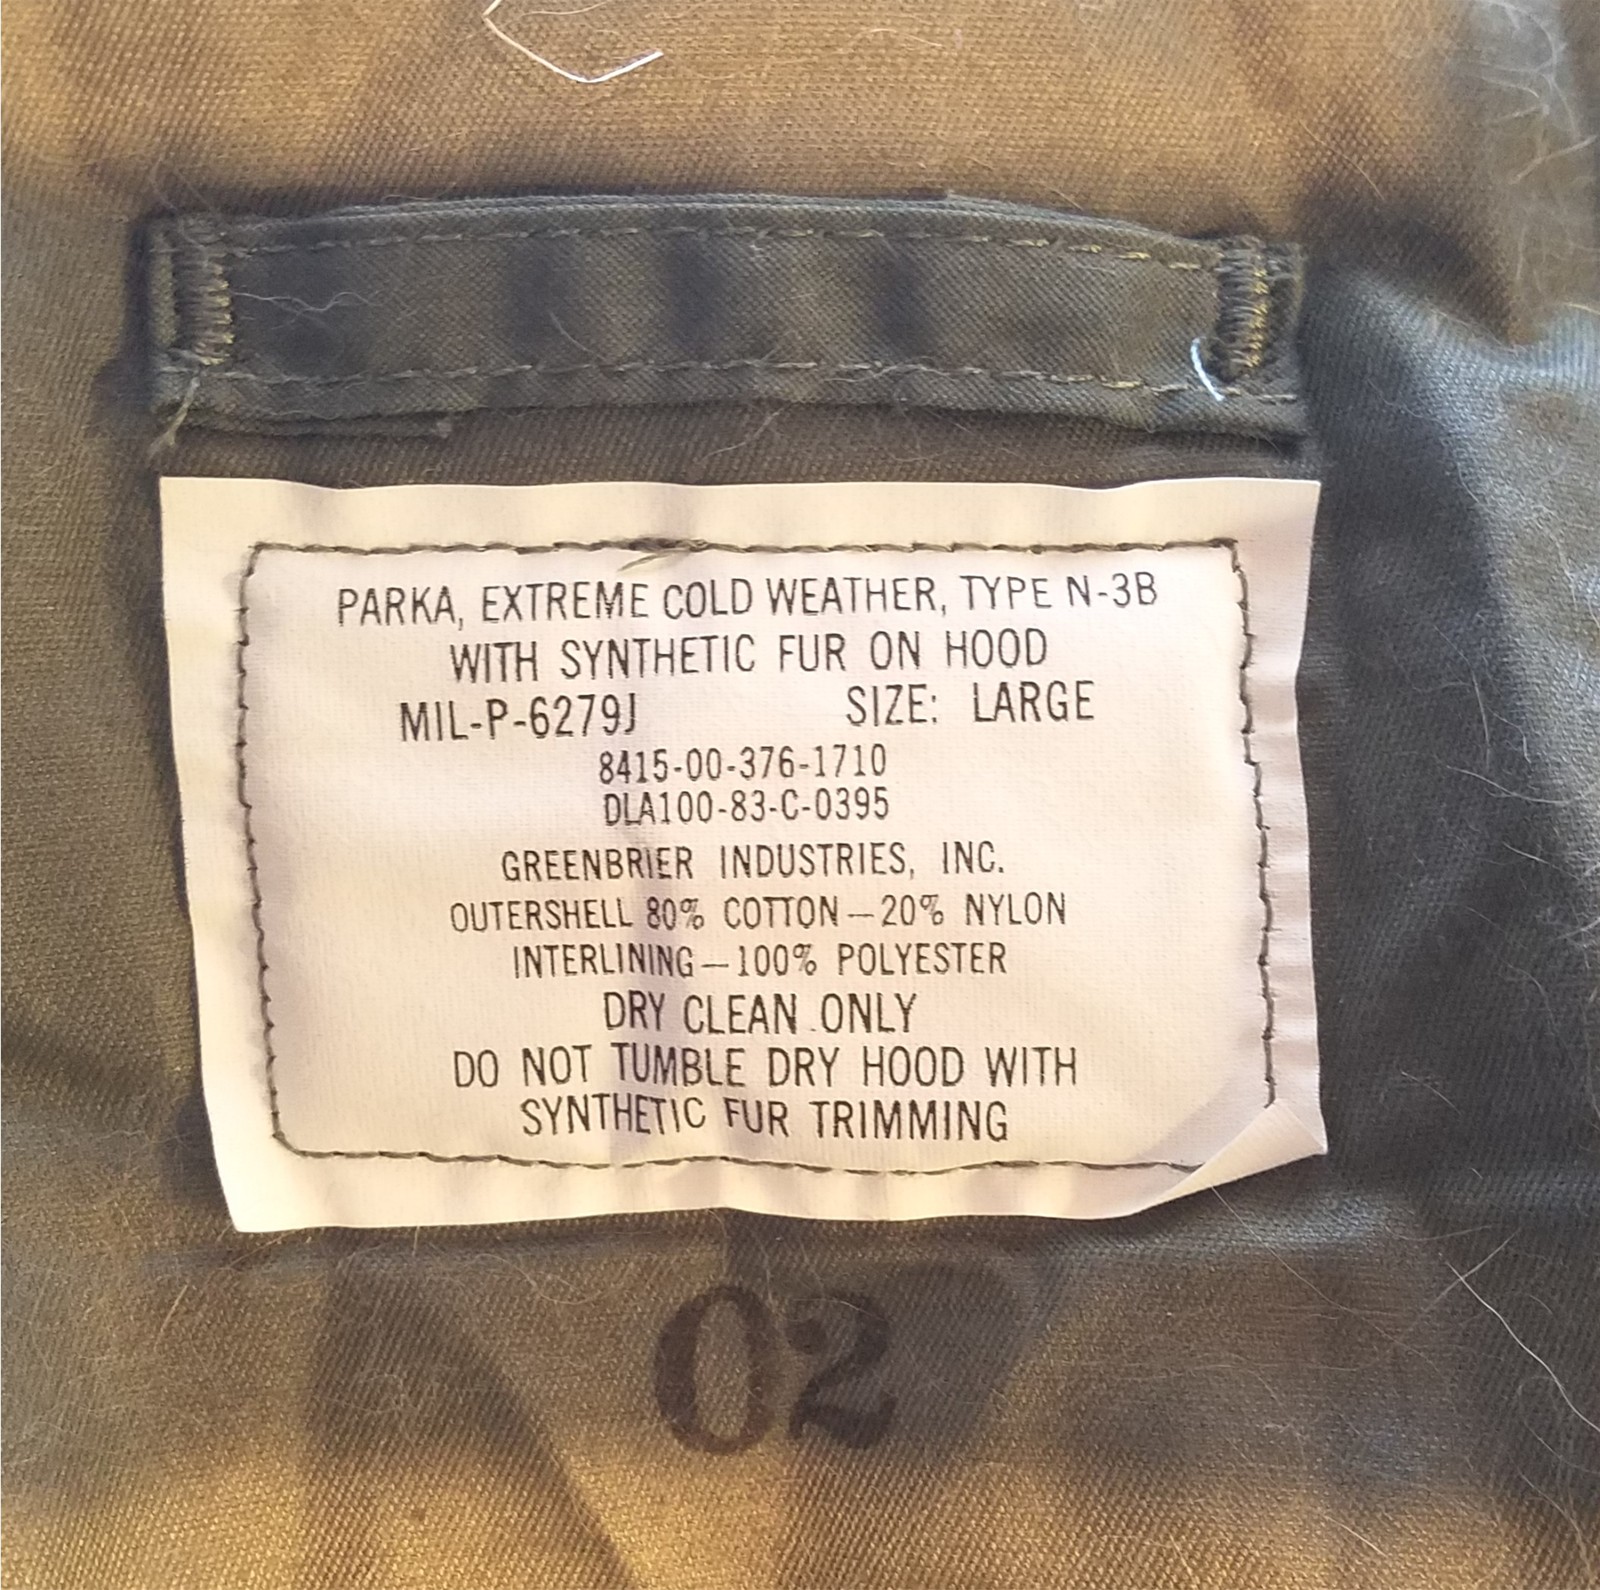 PARKA, EXTREME COLD WEATHER, TYPE N-3B
WITH SYNTHETIC FUR ON HOOD
MIL-P-6279J SIZE: LARGE
8415-00-376-1710
DLA100-83-C-0395
GREENBRIER INDUSTRIES, INC.
OUTERSHELL 80% COTTON—20% NYLON
INTERLINING—100% POLYESTER
DRY CLEAN ONLY
DO NOT TUMBLE DRY HOOD WITH
SYNTHETIC FUR TRIMMING
02